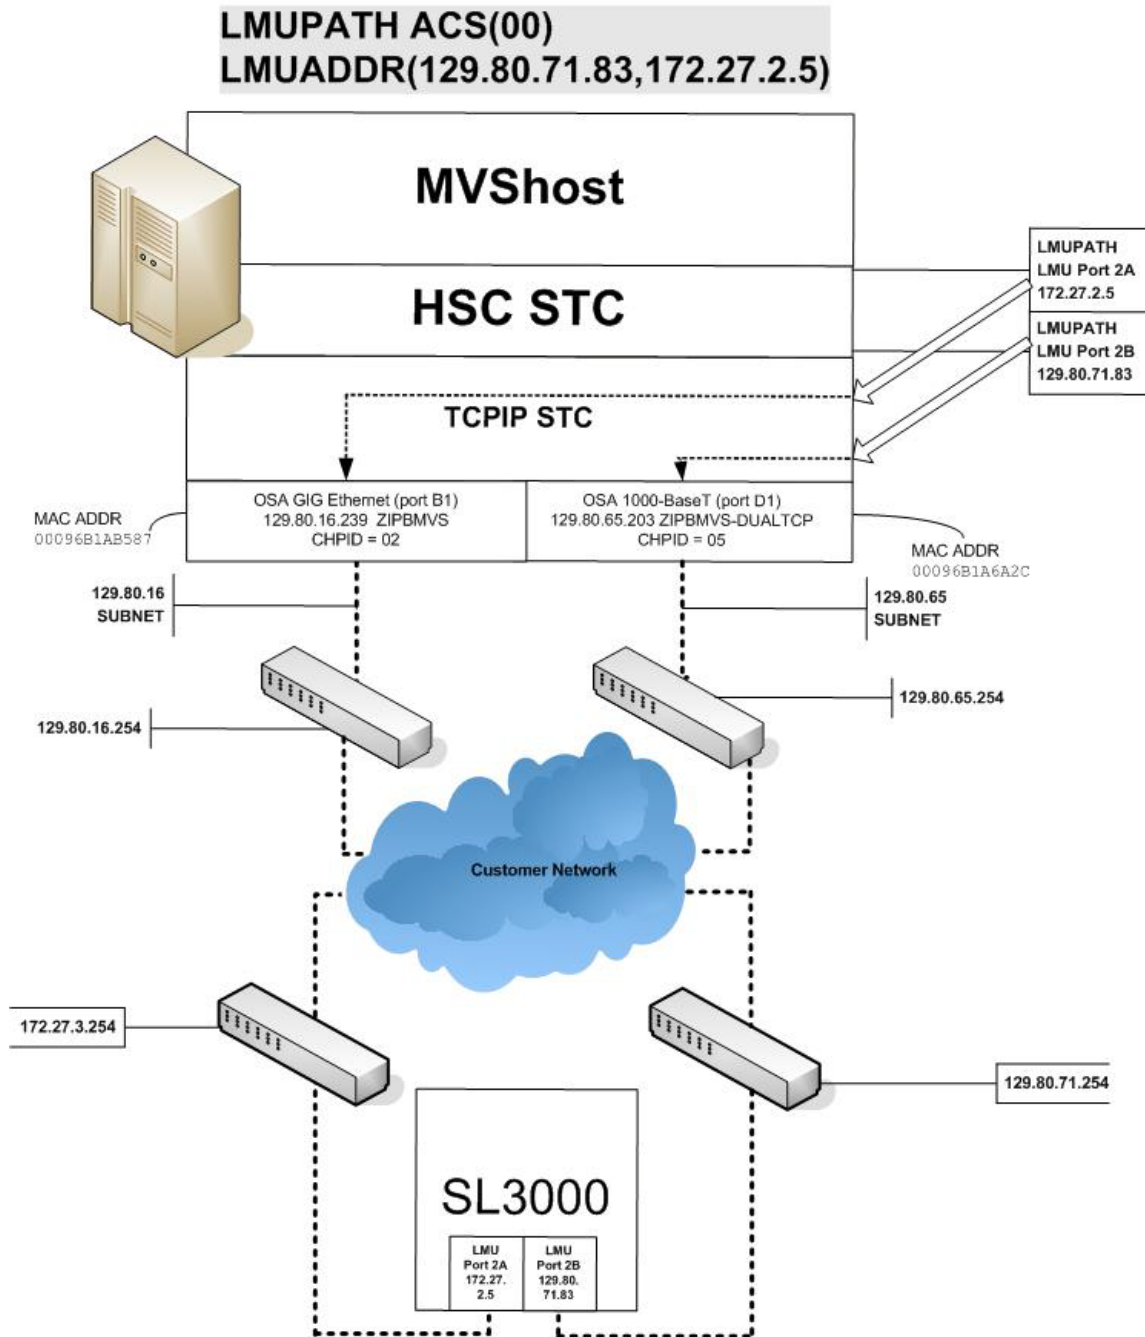 LMUPATH ACS(00)
LMUADDR(129.80.71.83,172.27.2.5)
MVShost
HSC STC
LMUPATH
LMU Port 2A
172.27.2.5
LMUPATH
LMU Port 2B
129.80.71.83
TCPIP STC
OSA GIG Ethernet (port B1)
129.80.16.239 ZIPBMVS
CHPID = 02
OSA 1000-BaseT (port D1)
129.80.65.203 ZIPBMVS-DUALTCP
CHPID = 05
MAC ADDR
00096B1AB587
MAC ADDR
00096B1A6A2C
129.80.16
SUBNET
129.80.65
SUBNET
129.80.16.254
129.80.65.254
Customer Network
172.27.3.254
129.80.71.254
SL3000
LMU
Port 2A
172.27.
2.5
LMU
Port 2B
129.80.
71.83